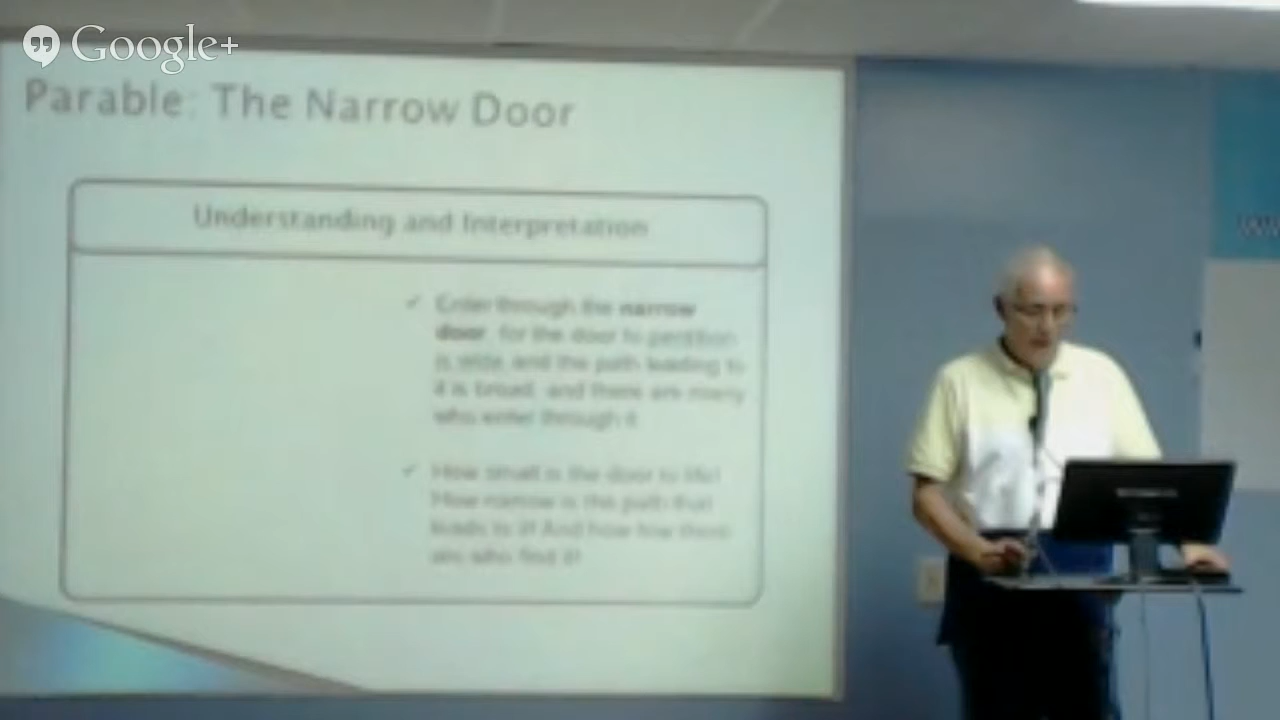 Google+
Parable: The Narrow Door
Understanding and Interpretation
✓ Enter through the narrow
door for the door to perdition
is wide and the path leading to
it is broad, and there are many
who enter through it
✓ How small is the door to life!
How narrow is the path that
leads to it! And how few there
are who find it!
W